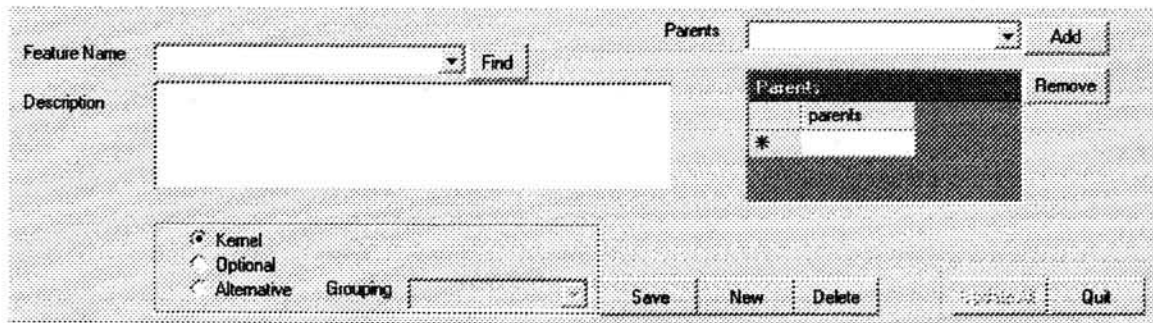 Parents
Add
Feature Name
Find
Description
Parents
Remove
parents
*
Kernel
Optional
Alternative Grouping
Save New Delete Quit